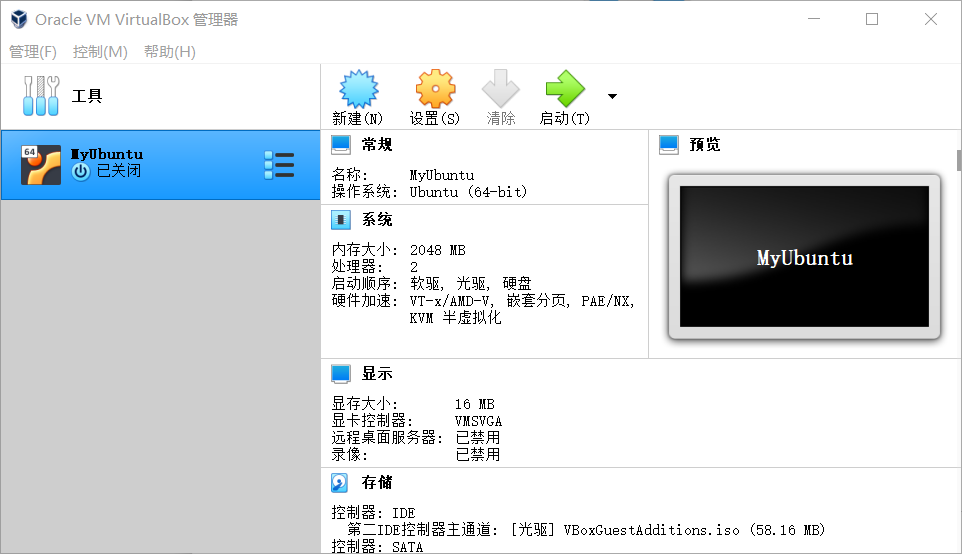 Oracle VM VirtualBox 管理器
管理(F) 控制(M) 帮助(H)
工具
新建(N) 设置(S) 清除 启动(T)
64
MyUbuntu
已关闭
常规
名称: MyUbuntu
操作系统: Ubuntu (64-bit)
系统
内存大小: 2048 MB
处理器: 2
启动顺序: 软驱, 光驱, 硬盘
硬件加速: VT-x/AMD-V, 嵌套分页, PAE/NX,
KVM 半虚拟化
预览
MyUbuntu
显示
显存大小: 16 MB
显卡控制器: VMSVGA
远程桌面服务器: 已禁用
录像: 已禁用
存储
控制器: IDE
第二IDE控制器主通道: [光驱] VBoxGuestAdditions.iso (58.16 MB)
控制器: SATA